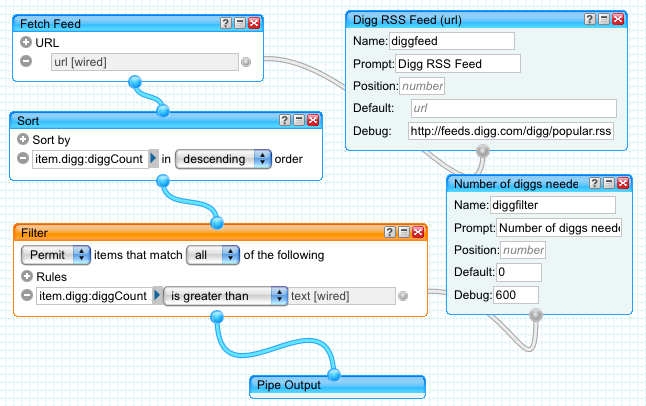 Fetch Feed
URL
url [wired]
Sort
Sort by
item.digg:diggCount in descending order
Filter
Permit items that match all of the following
Rules
item.digg:diggCount is greater than text [wired]
Pipe Output
Digg RSS Feed (url)
Name: diggfeed
Prompt: Digg RSS Feed
Position: number
Default: url
Debug: http://feeds.digg.com/digg/popular.rss
Number of diggs neede
Name: diggfilter
Prompt: Number of diggs neede
Position: number
Default: 0
Debug: 600